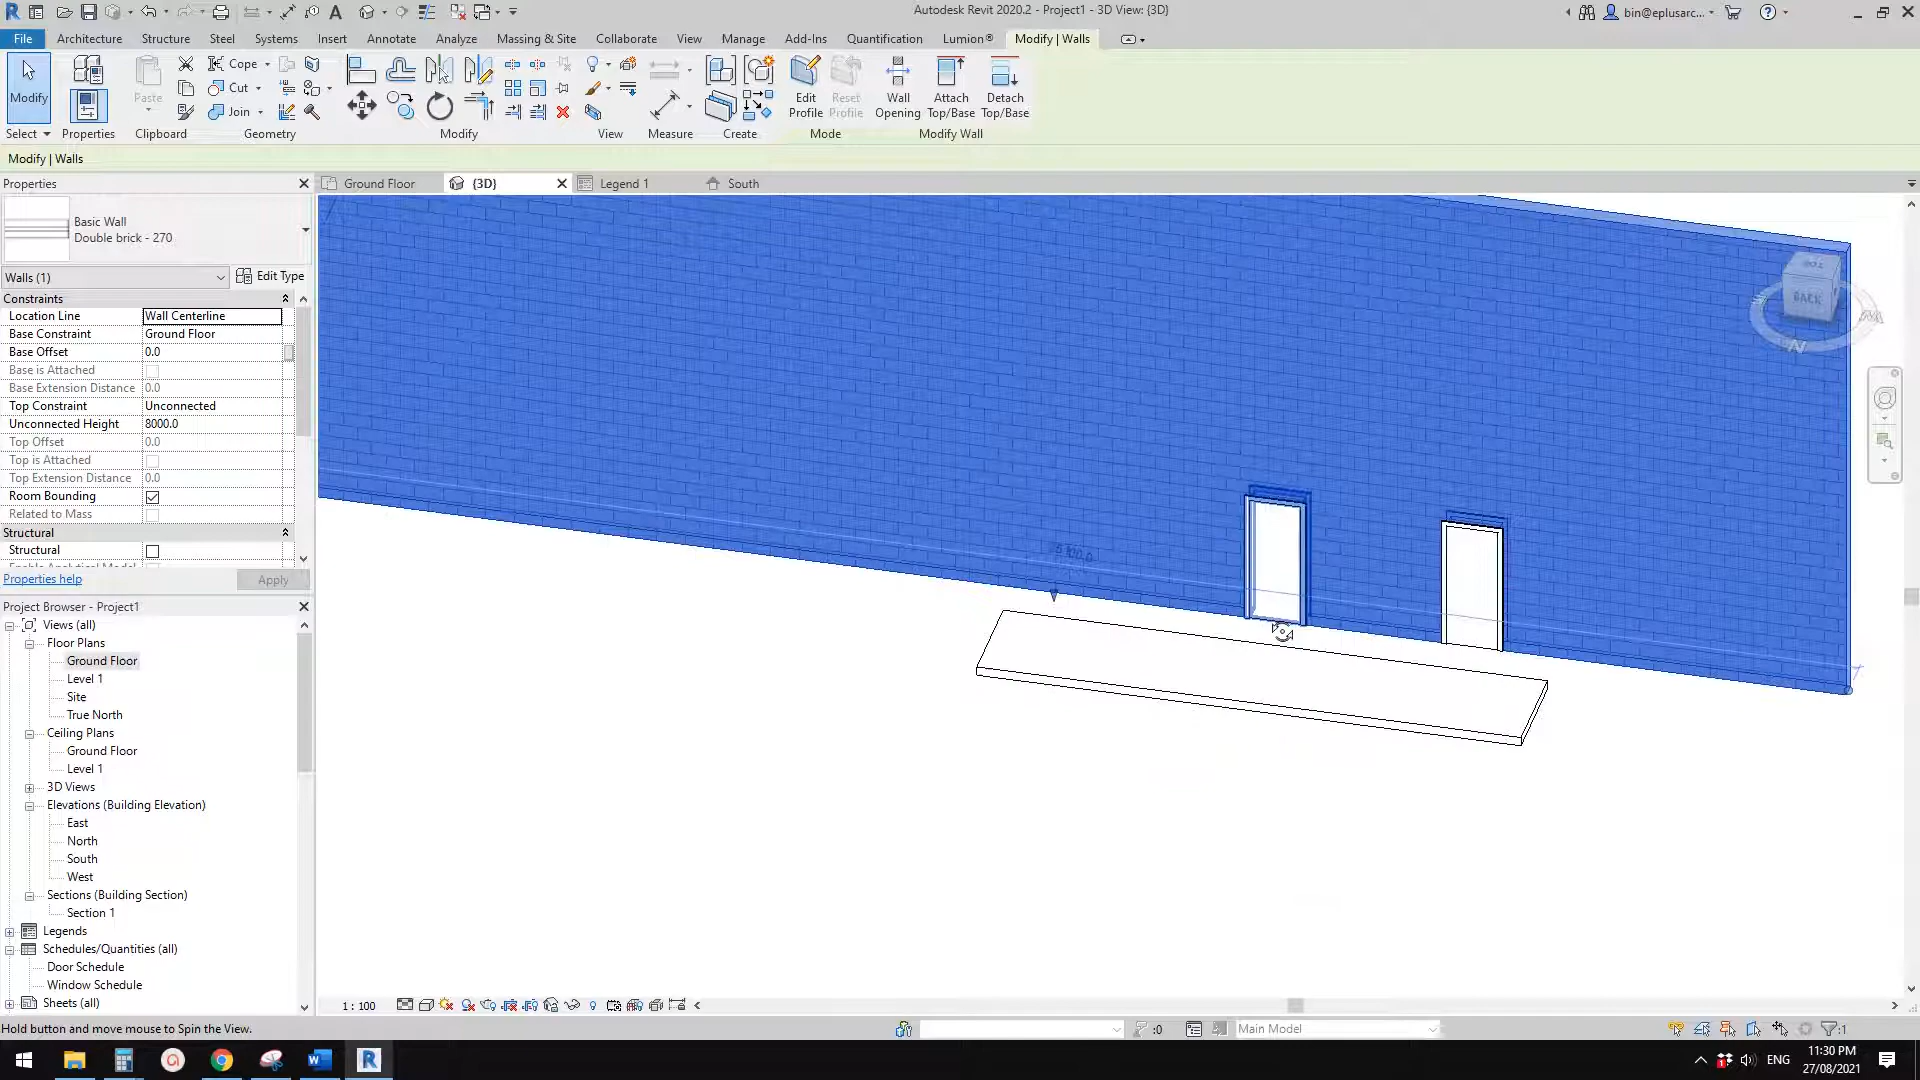 Autodesk Revit 2020.2 - Project1 - 3D View: {3D}
bin@eplusarc...
File Architecture Structure Steel Systems Insert Annotate Analyze Massing & Site Collaborate View Manage Add-Ins Quantification Lumion® Modify | Walls
Modify
Paste
Cope
Cut
Join
Edit Profile
Reset Profile
Wall Opening
Attach Top/Base
Detach Top/Base
Select Properties Clipboard Geometry Modify View Measure Create Mode Modify Wall
Modify | Walls
Properties
Ground Floor {3D} Legend 1 South
Basic Wall
Double brick - 270
Walls (1) Edit Type
Constraints
Location Line Wall Centerline
Base Constraint Ground Floor
Base Offset 0.0
Base is Attached
Base Extension Distance 0.0
Top Constraint Unconnected
Unconnected Height 8000.0
Top Offset 0.0
Top is Attached
Top Extension Distance 0.0
Room Bounding
Related to Mass
Structural
Structural
Enable Analytical Model
Properties help Apply
Project Browser - Project1
Views (all)
Floor Plans
Ground Floor
Level 1
Site
True North
Ceiling Plans
Ground Floor
Level 1
3D Views
Elevations (Building Elevation)
East
North
South
West
Sections (Building Section)
Section 1
Legends
Schedules/Quantities (all)
Door Schedule
Window Schedule
Sheets (all)
TOP
BACK
1 : 100
Hold button and move mouse to Spin the View.
:0
Main Model
:1
ENG
11:30 PM
27/08/2021